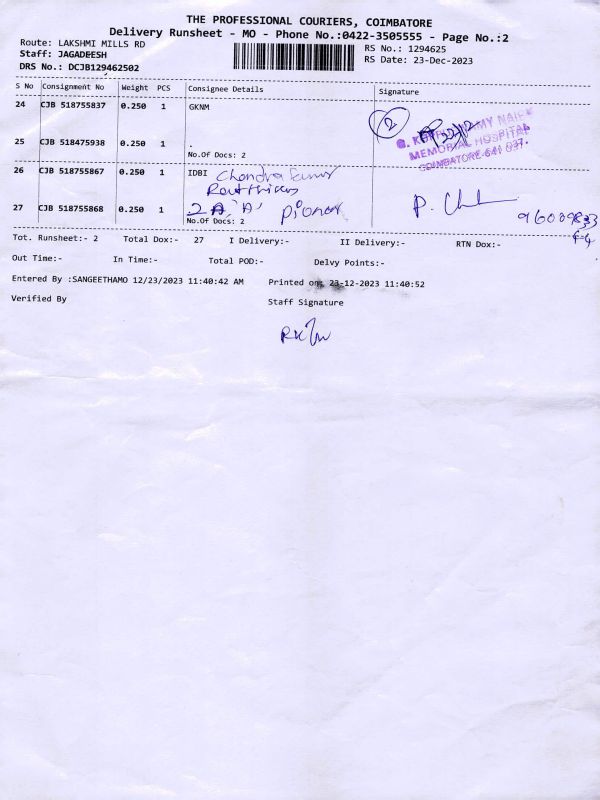 THE PROFESSIONAL COURIERS, COIMBATORE
Delivery Runsheet - MO - Phone No.:0422-3505555 - Page No.:2
Route: LAKSHMI MILLS RD
RS No.: 1294625
Staff: JAGADEESH
RS Date: 23-Dec-2023
DRS No.: DCJB129462502
S No Consignment No Weight PCS Consignee Details Signature
24 CJB 518755837 0.250 1 GKNM
2
25 CJB 518475938 0.250 1 .
MEMORIAL HOSPITAL
COIMBATORE-641 037.
No.Of Docs: 2
26 CJB 518755867 0.250 1 IDBI Chandra Kumar
27 CJB 518755868 0.250 1 2 A, 'A' Pioneer
No.Of Docs: 2
Tot. Runsheet:- 2 Total Dox:- 27 I Delivery:- II Delivery:- RTN Dox:-
Out Time:- In Time:- Total POD:- Delvy Points:-
Entered By :SANGEETHAMO 12/23/2023 11:40:42 AM Printed on: 23-12-2023 11:40:52
Verified By Staff Signature